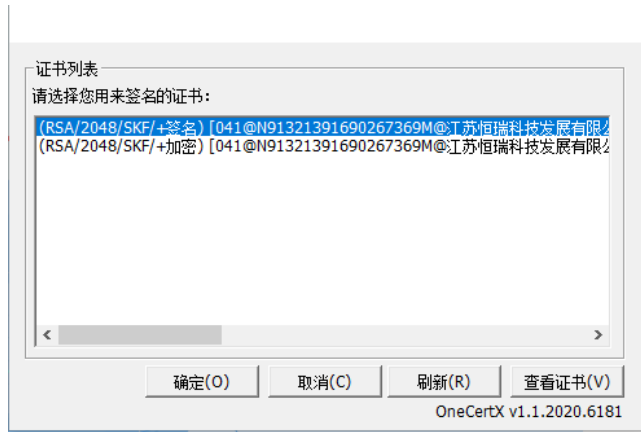 证书列表
请选择您用来签名的证书：
(RSA/2048/SKF/+签名) [041@N91321391690267369M@江苏恒瑞科技发展有限
(RSA/2048/SKF/+加密) [041@N91321391690267369M@江苏恒瑞科技发展有限
确定(O)
取消(C)
刷新(R)
查看证书(V)
OneCertX v1.1.2020.6181